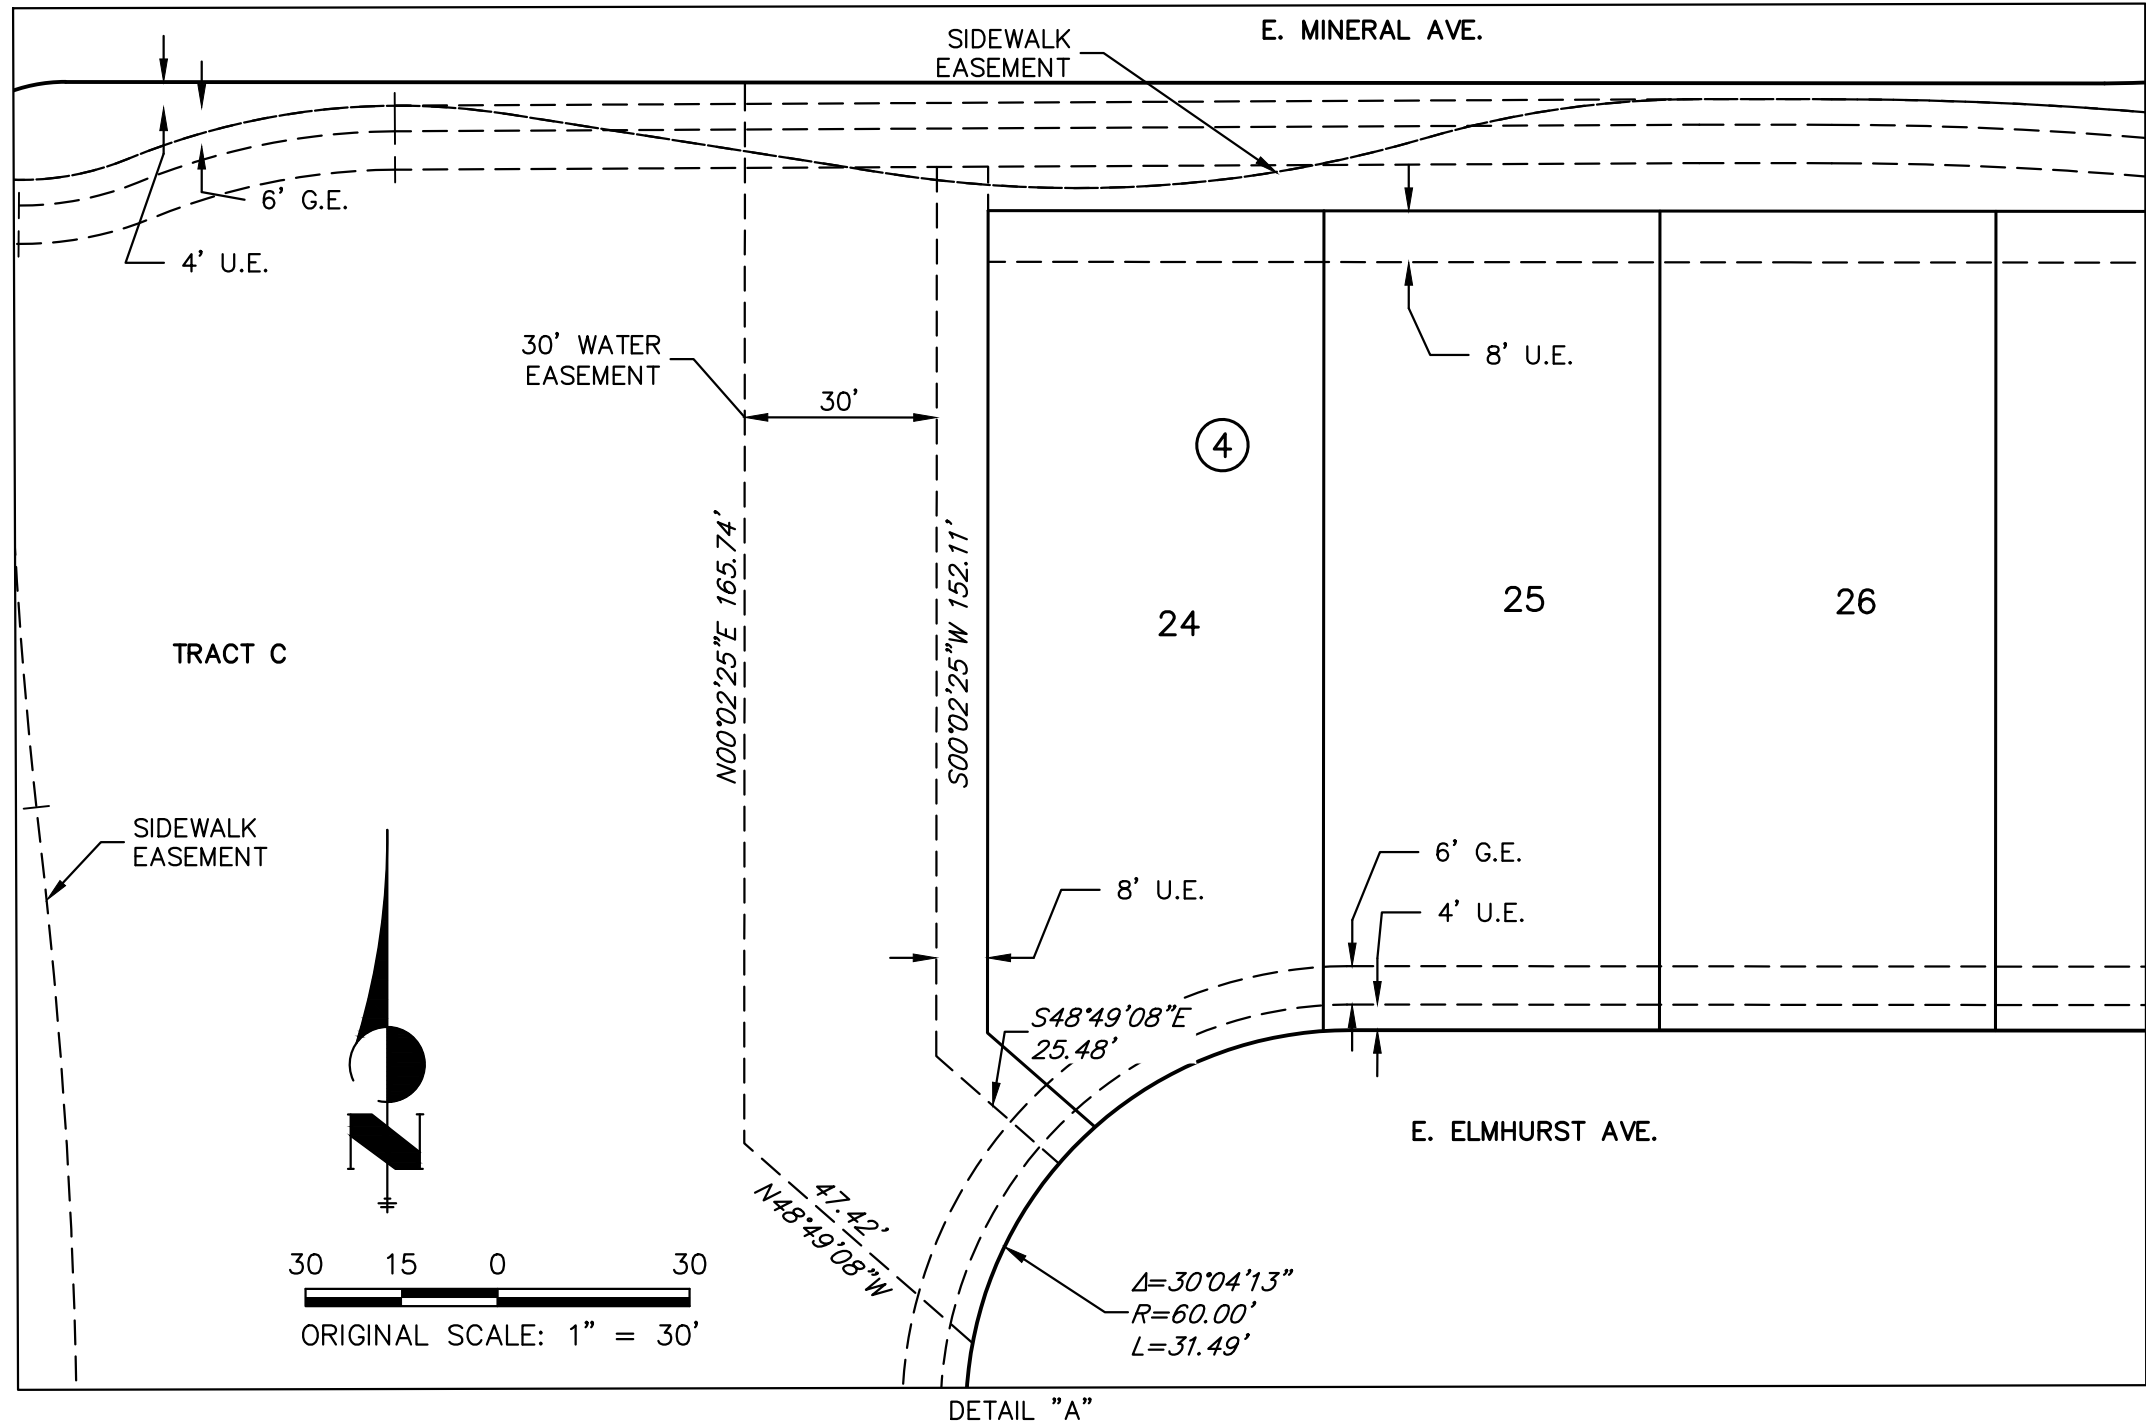 E. MINERAL AVE.
SIDEWALK
EASEMENT
6' G.E.
4' U.E.
30' WATER
EASEMENT
30'
8' U.E.
4
N00°02'25"E 165.74'
S00°02'25"W 152.11'
24
25
26
TRACT C
SIDEWALK
EASEMENT
8' U.E.
6' G.E.
4' U.E.
S48°49'08"E
25.48'
E. ELMHURST AVE.
N
47.42'
N48°49'08"W
30 15 0 30
ORIGINAL SCALE: 1" = 30'
Δ=30°04'13"
R=60.00'
L=31.49'
DETAIL "A"